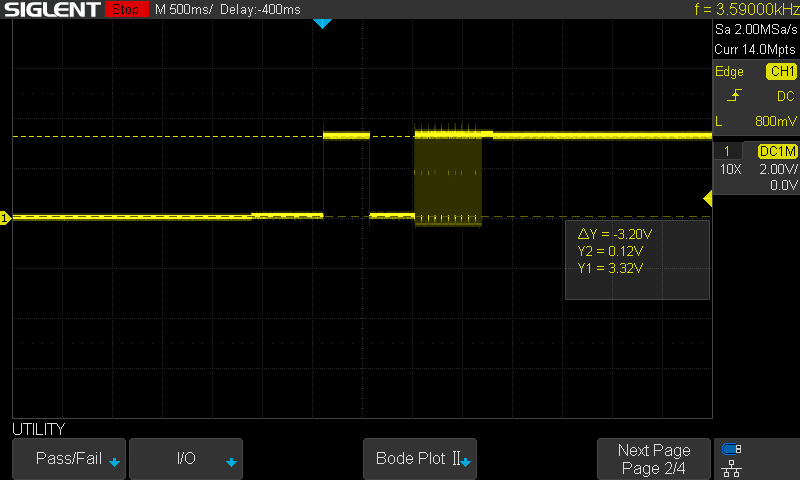 SIGLENT Stop M 500ms/ Delay:-400ms f = 3.59000kHz
Sa 2.00MSa/s
Curr 14.0Mpts
Edge CH1
DC
L 800mV
1 DC1M
10X 2.00V/
0.0V
1
ΔY = -3.20V
Y2 = 0.12V
Y1 = 3.32V
UTILITY
Pass/Fail I/O Bode Plot II Next Page
Page 2/4